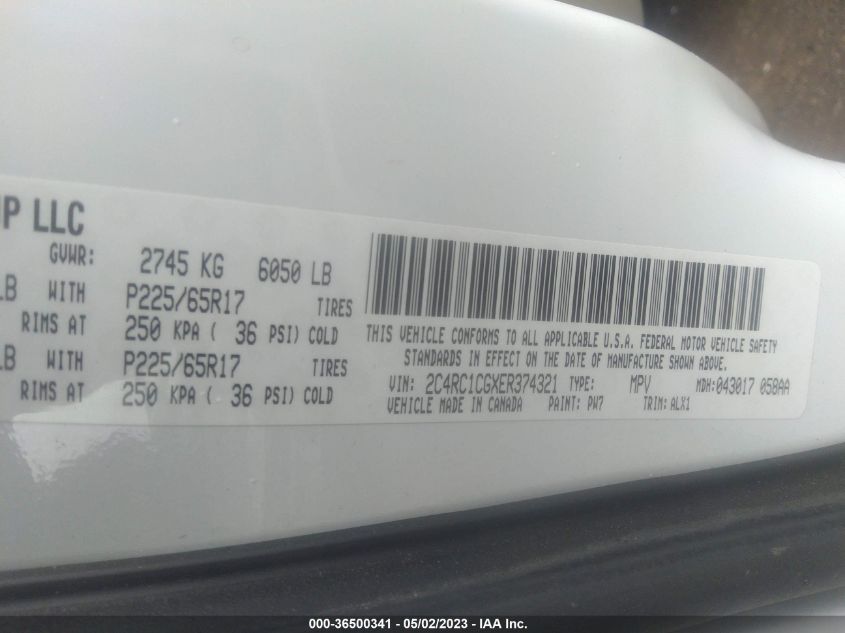 UP LLC
GVWR: 2745 KG 6050 LB
LB WITH P225/65R17 TIRES
RIMS AT 250 KPA ( 36 PSI) COLD
LB WITH P225/65R17 TIRES
RIMS AT 250 KPA ( 36 PSI) COLD
THIS VEHICLE CONFORMS TO ALL APPLICABLE U.S.A. FEDERAL MOTOR VEHICLE SAFETY
STANDARDS IN EFFECT ON THE DATE OF MANUFACTURE SHOWN ABOVE.
VIN: 2C4RC1CGXER374321 TYPE: MPV MDH:043017 058AA
VEHICLE MADE IN CANADA PAINT: PW7 TRIM: ALX1
000-36500341 - 05/02/2023 - IAA Inc.